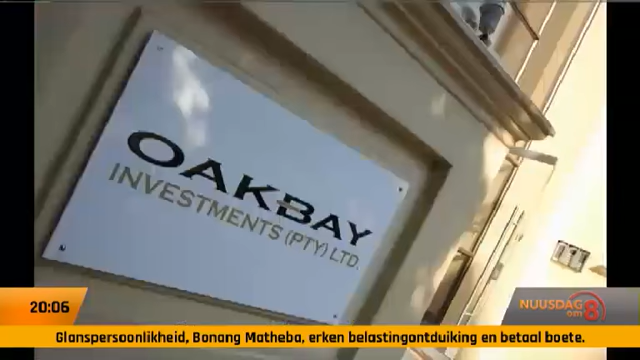 OAKBAY
INVESTMENTS (PTY) LTD.
20:06
NUUSDAG
om 8
Glanspersoonlikheid, Bonang Matheba, erken belastingontduiking en betaal boete.